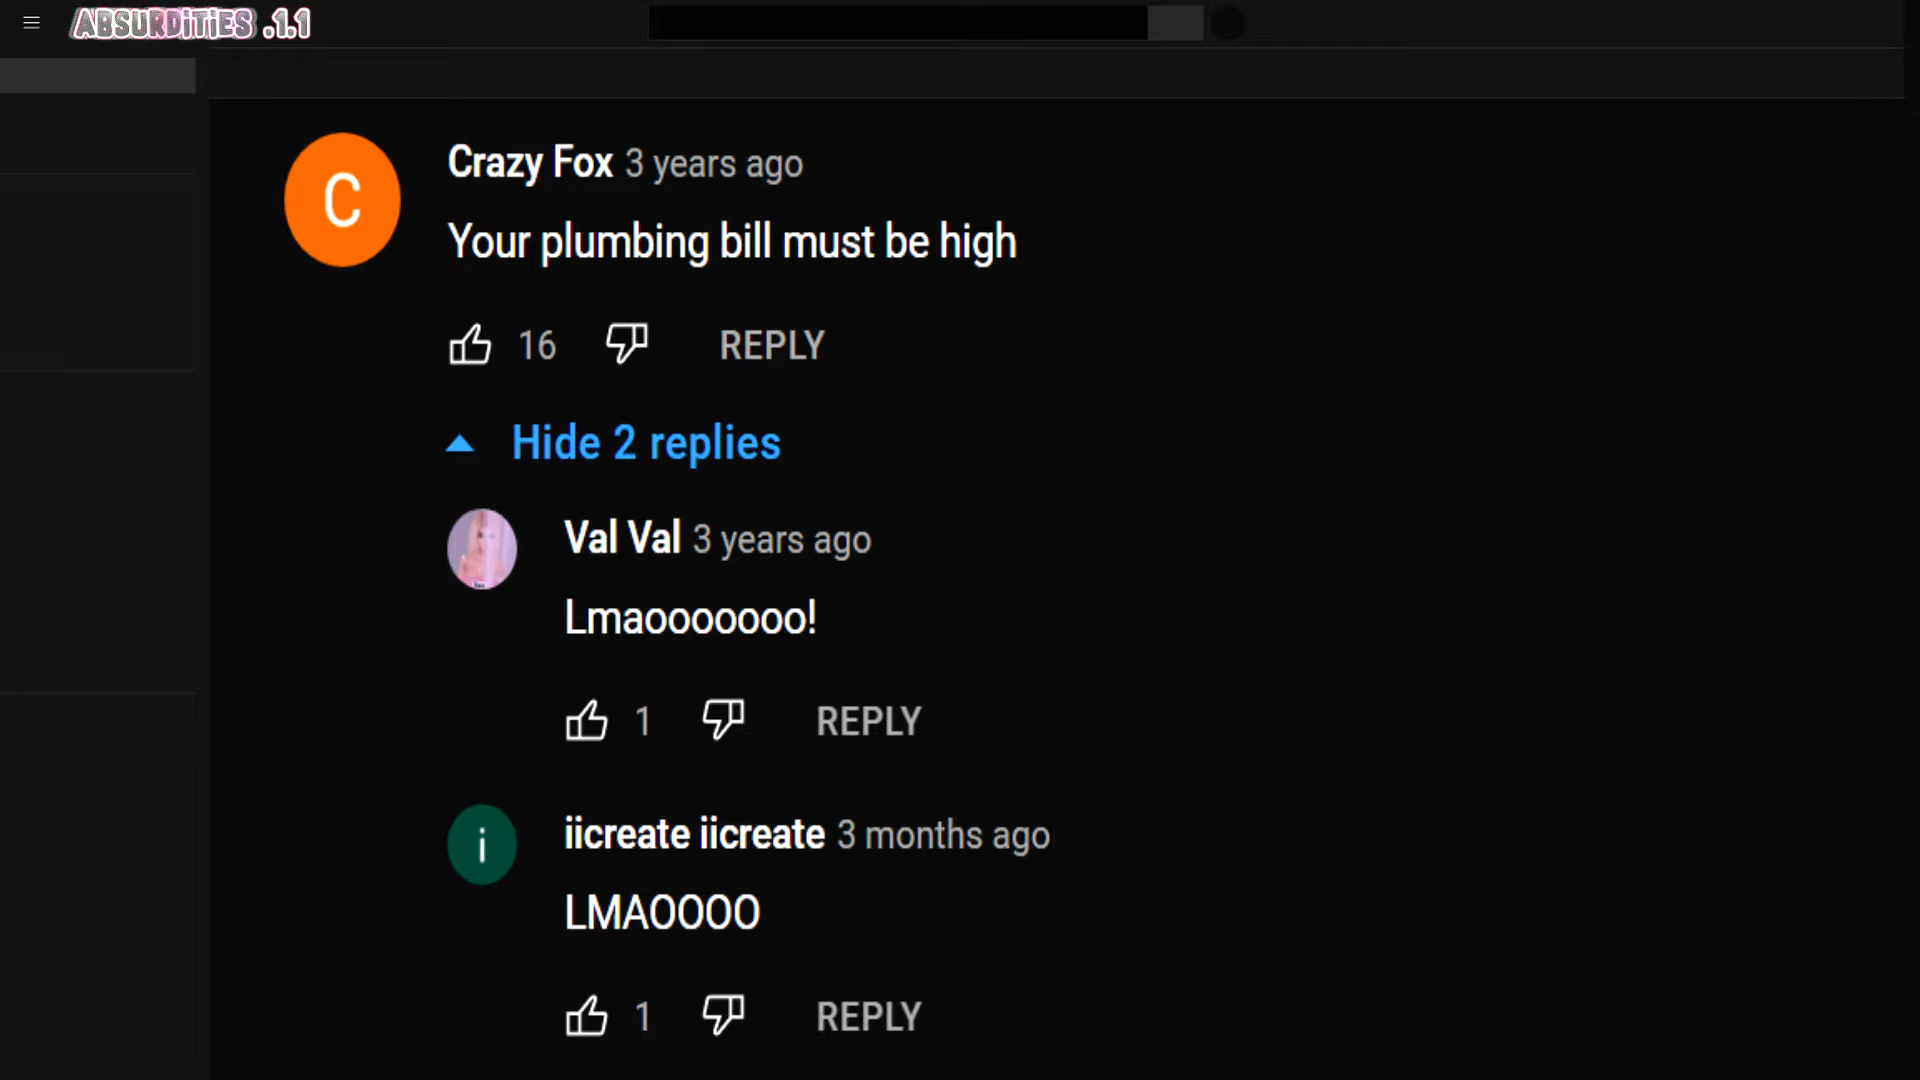 ABSURDiTiES .1.1
C
Crazy Fox 3 years ago
Your plumbing bill must be high
16 REPLY
Hide 2 replies
Val Val 3 years ago
Lmaooooooo!
1 REPLY
i
iicreate iicreate 3 months ago
LMAOOOO
1 REPLY